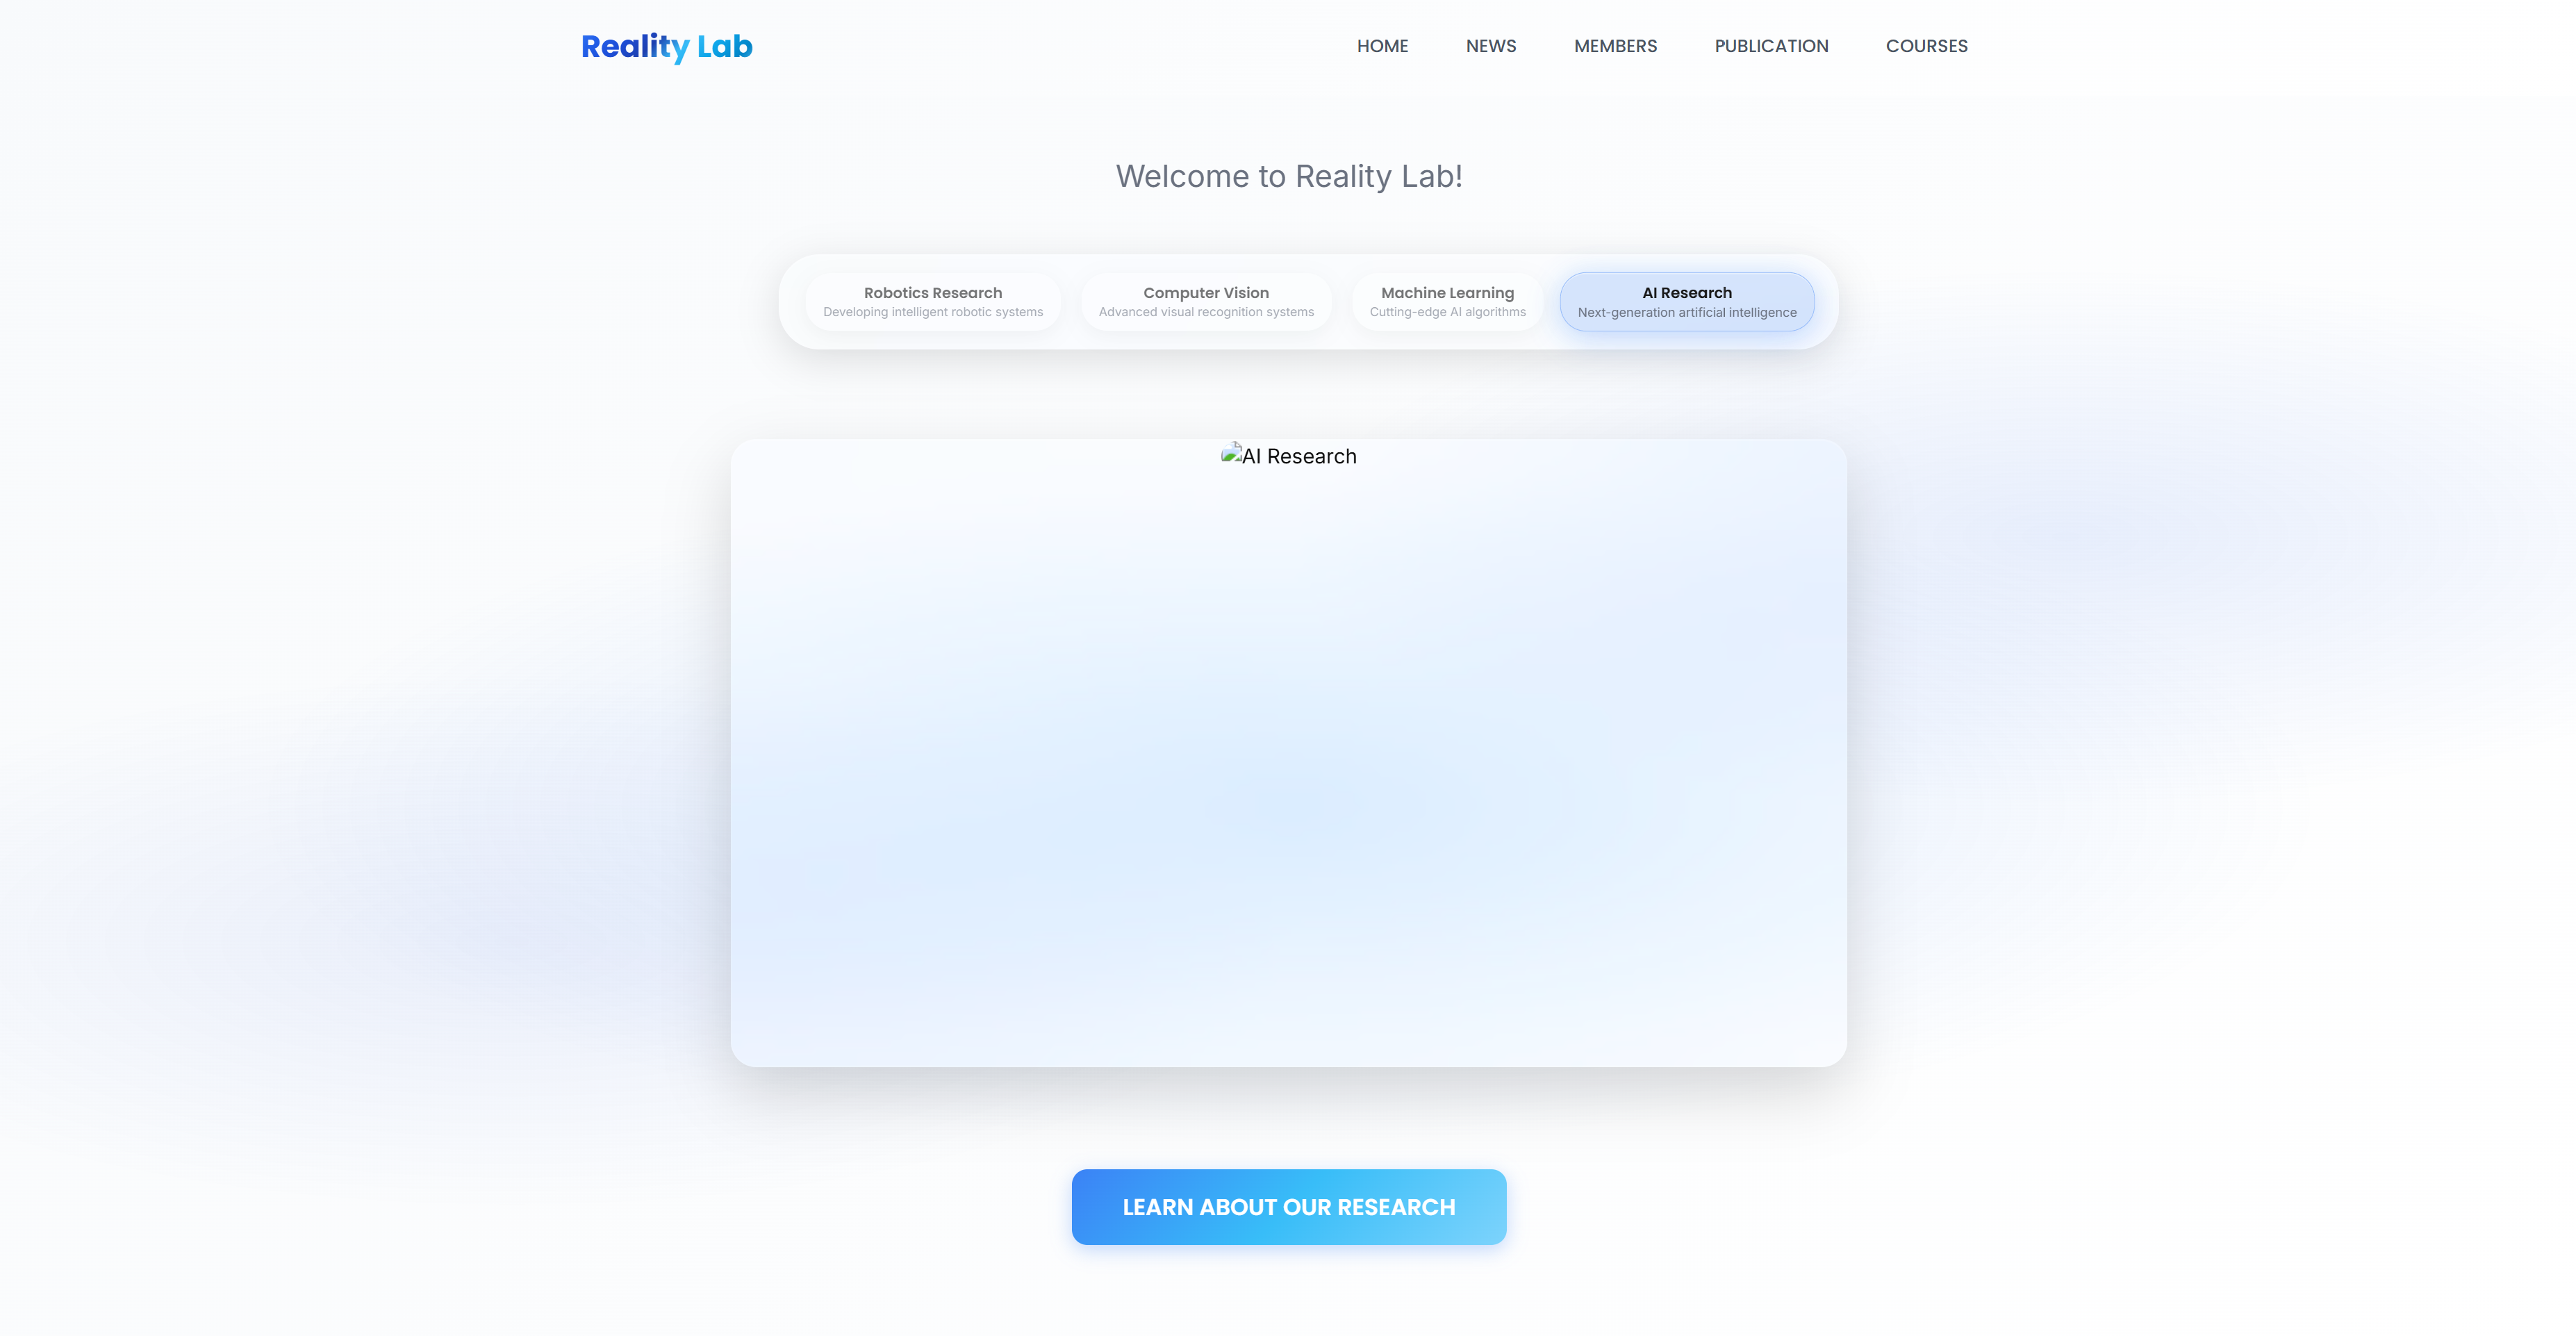 Reality Lab
HOME NEWS MEMBERS PUBLICATION COURSES
Welcome to Reality Lab!
Robotics Research
Developing intelligent robotic systems
Computer Vision
Advanced visual recognition systems
Machine Learning
Cutting-edge AI algorithms
AI Research
Next-generation artificial intelligence
AI Research
LEARN ABOUT OUR RESEARCH